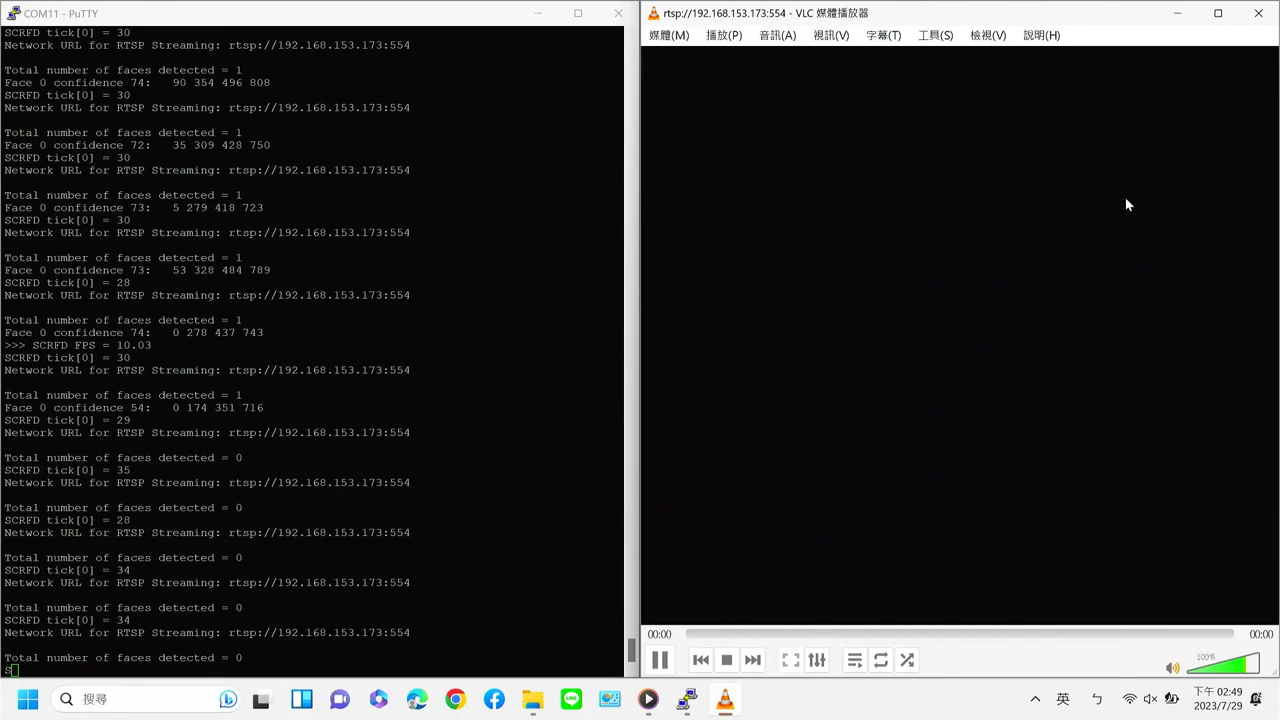 COM11 - PuTTY
SCRFD tick[0] = 30
Network URL for RTSP Streaming: rtsp://192.168.153.173:554
Total number of faces detected = 1
Face 0 confidence 74:   90 354 496 808
SCRFD tick[0] = 30
Network URL for RTSP Streaming: rtsp://192.168.153.173:554
Total number of faces detected = 1
Face 0 confidence 72:   35 309 428 750
SCRFD tick[0] = 30
Network URL for RTSP Streaming: rtsp://192.168.153.173:554
Total number of faces detected = 1
Face 0 confidence 73:   5 279 418 723
SCRFD tick[0] = 30
Network URL for RTSP Streaming: rtsp://192.168.153.173:554
Total number of faces detected = 1
Face 0 confidence 73:   53 328 484 789
SCRFD tick[0] = 28
Network URL for RTSP Streaming: rtsp://192.168.153.173:554
Total number of faces detected = 1
Face 0 confidence 74:   0 278 437 743
>>> SCRFD FPS = 10.03
SCRFD tick[0] = 30
Network URL for RTSP Streaming: rtsp://192.168.153.173:554
Total number of faces detected = 1
Face 0 confidence 54:   0 174 351 716
SCRFD tick[0] = 29
Network URL for RTSP Streaming: rtsp://192.168.153.173:554
Total number of faces detected = 0
SCRFD tick[0] = 35
Network URL for RTSP Streaming: rtsp://192.168.153.173:554
Total number of faces detected = 0
SCRFD tick[0] = 28
Network URL for RTSP Streaming: rtsp://192.168.153.173:554
Total number of faces detected = 0
SCRFD tick[0] = 34
Network URL for RTSP Streaming: rtsp://192.168.153.173:554
Total number of faces detected = 0
SCRFD tick[0] = 34
Network URL for RTSP Streaming: rtsp://192.168.153.173:554
Total number of faces detected = 0
S
rtsp://192.168.153.173:554 - VLC 媒體播放器
媒體(M) 播放(P) 音訊(A) 視訊(V) 字幕(T) 工具(S) 檢視(V) 說明(H)
00:00 00:00
100%
搜尋
英 ㄅ
下午 02:49
2023/7/29